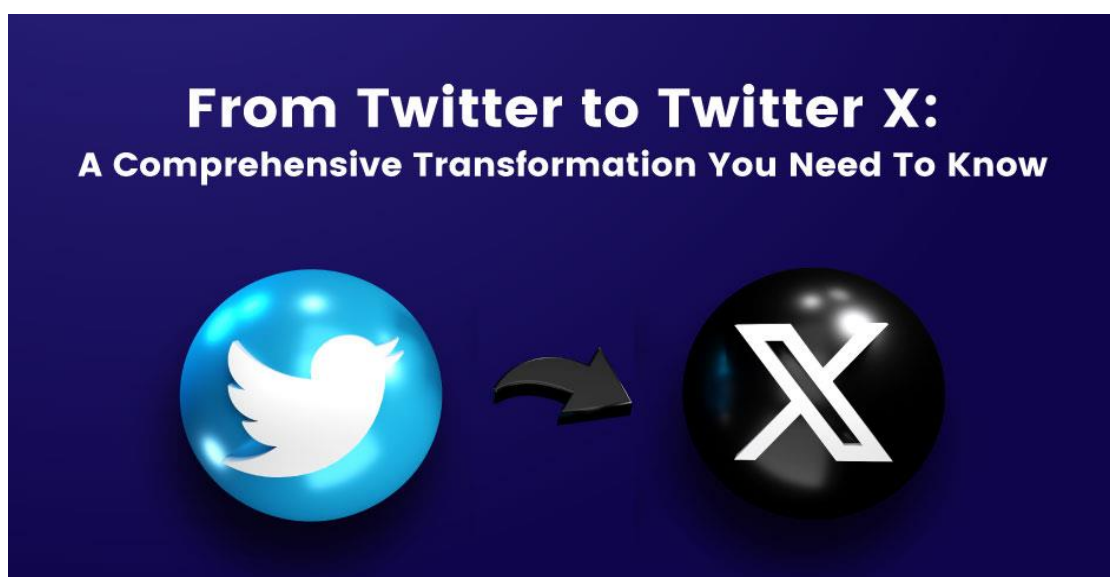 From Twitter to Twitter X:
A Comprehensive Transformation You Need To Know